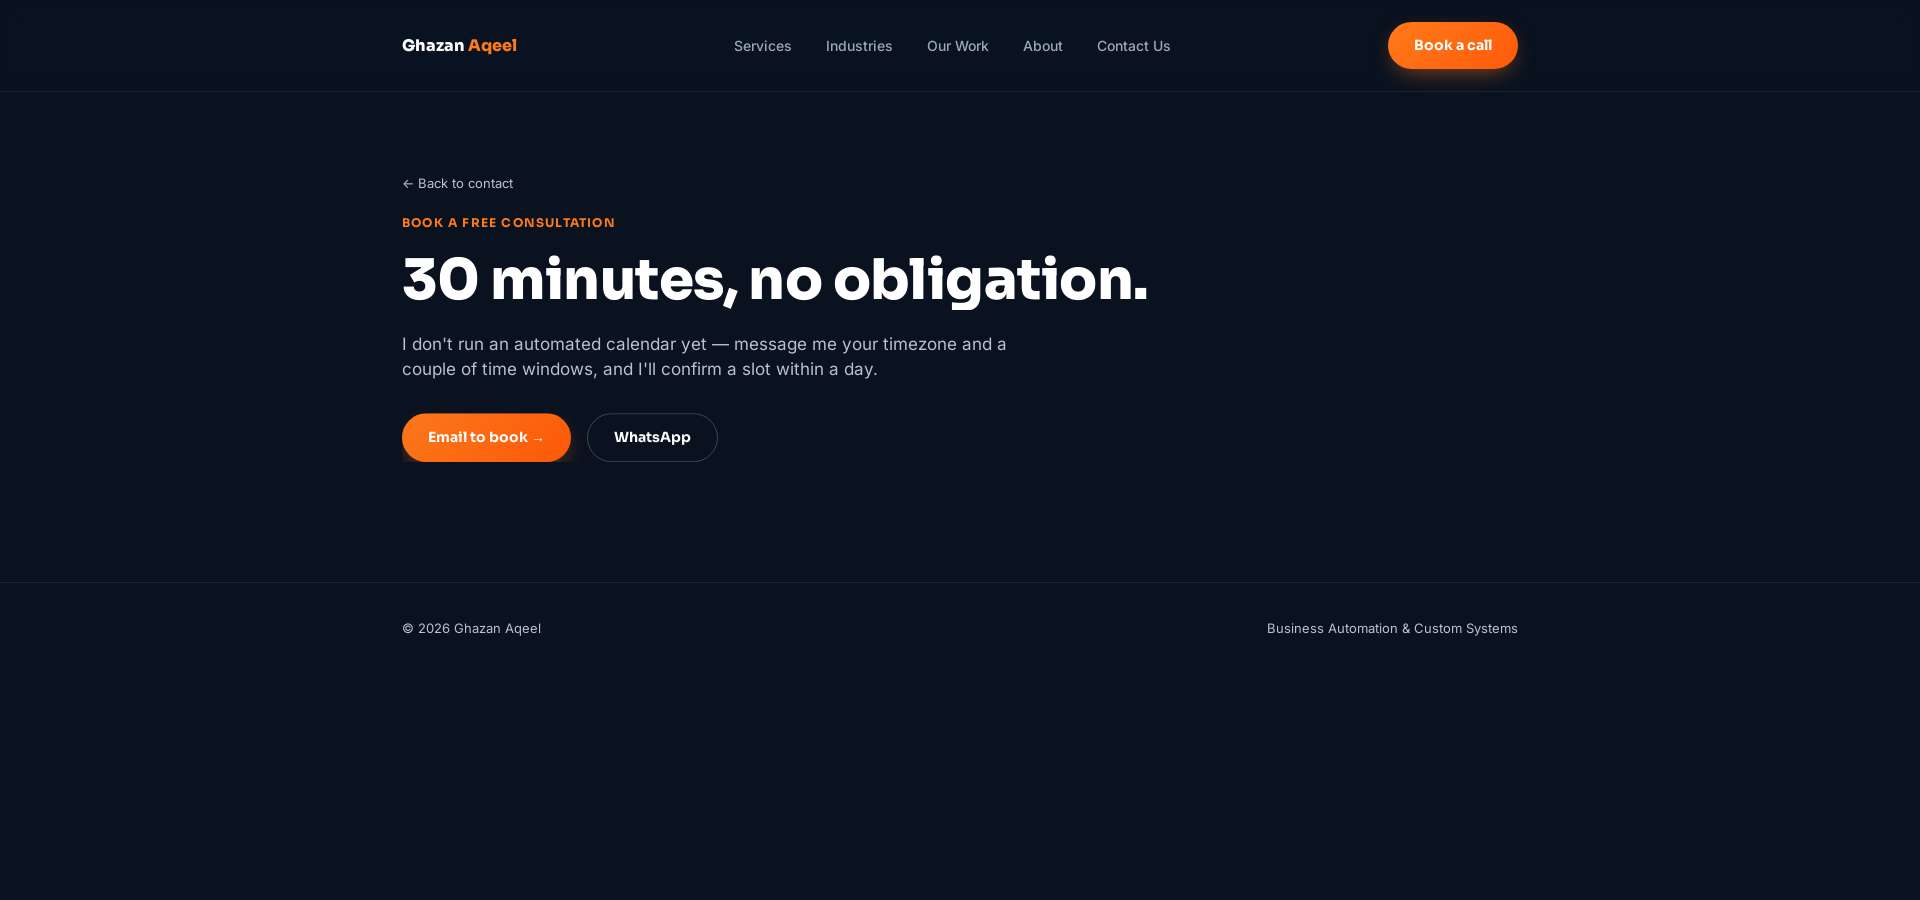 Ghazan Aqeel
Services
Industries
Our Work
About
Contact Us
Book a call
← Back to contact
BOOK A FREE CONSULTATION
30 minutes, no obligation.
I don't run an automated calendar yet — message me your timezone and a
couple of time windows, and I'll confirm a slot within a day.
Email to book →
WhatsApp
© 2026 Ghazan Aqeel
Business Automation & Custom Systems